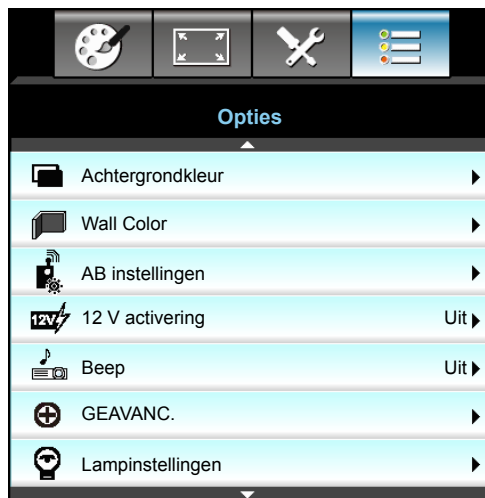 Opties
Achtergrondkleur
Wall Color
AB instellingen
12V 12 V activering Uit
Beep Uit
GEAVANC.
Lampinstellingen